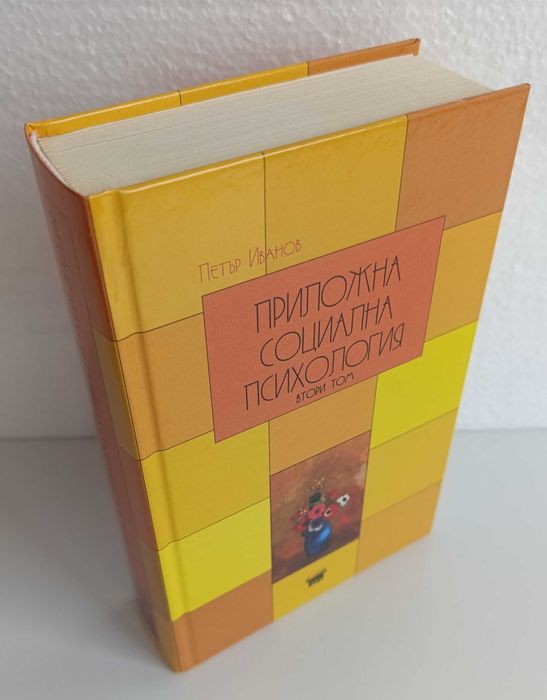 Петър Иванов
ПРИЛОЖНА
СОЦИАЛНА
ПСИХОЛОГИЯ
ВТОРИ ТОМ